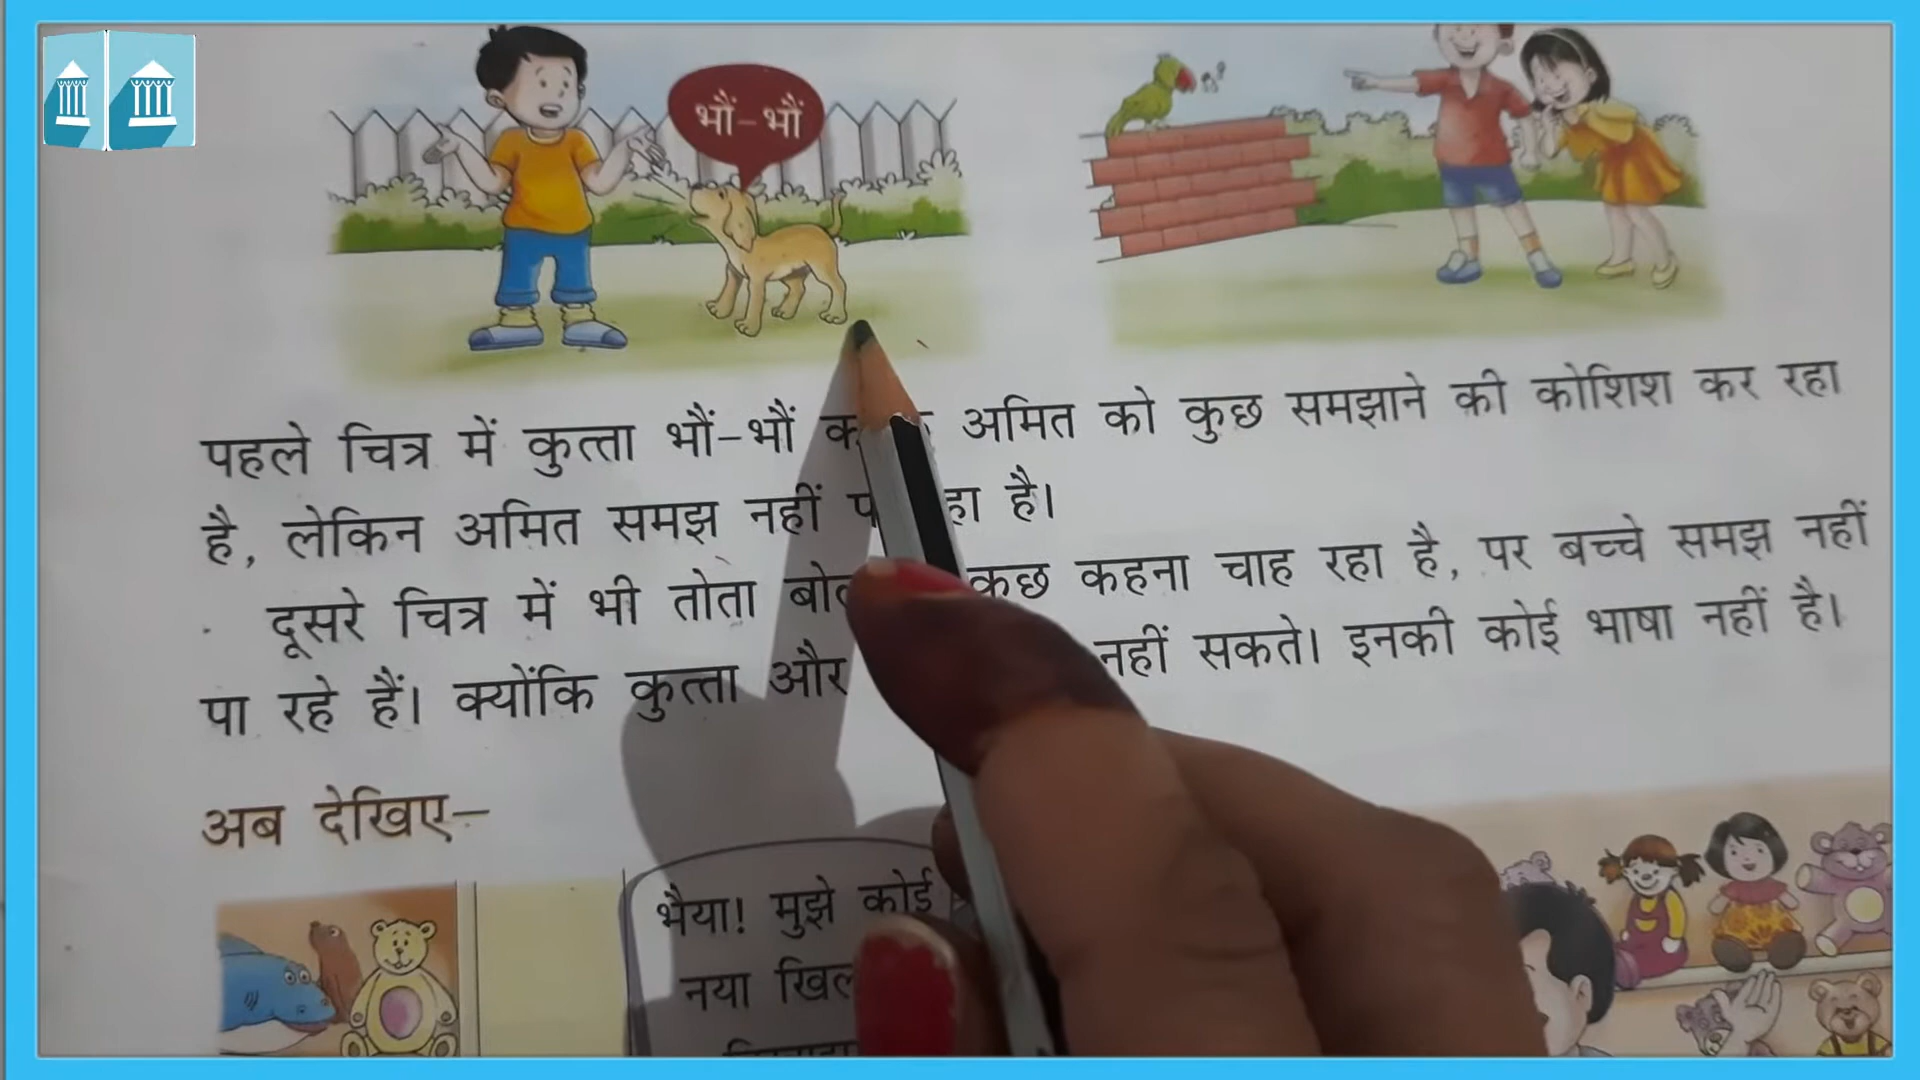 भौं-भौं
पहले चित्र में कुत्ता भौं-भौं अमित को कुछ समझाने की कोशिश कर रहा
है, लेकिन अमित समझ नहीं है।
दूसरे चित्र में भी तोता कुछ कहना चाह रहा है, पर बच्चे समझ नहीं
पा रहे हैं। क्योंकि कुत्ता और नहीं सकते। इनकी कोई भाषा नहीं है।
अब देखिए-
भैया! मुझे कोई
नया